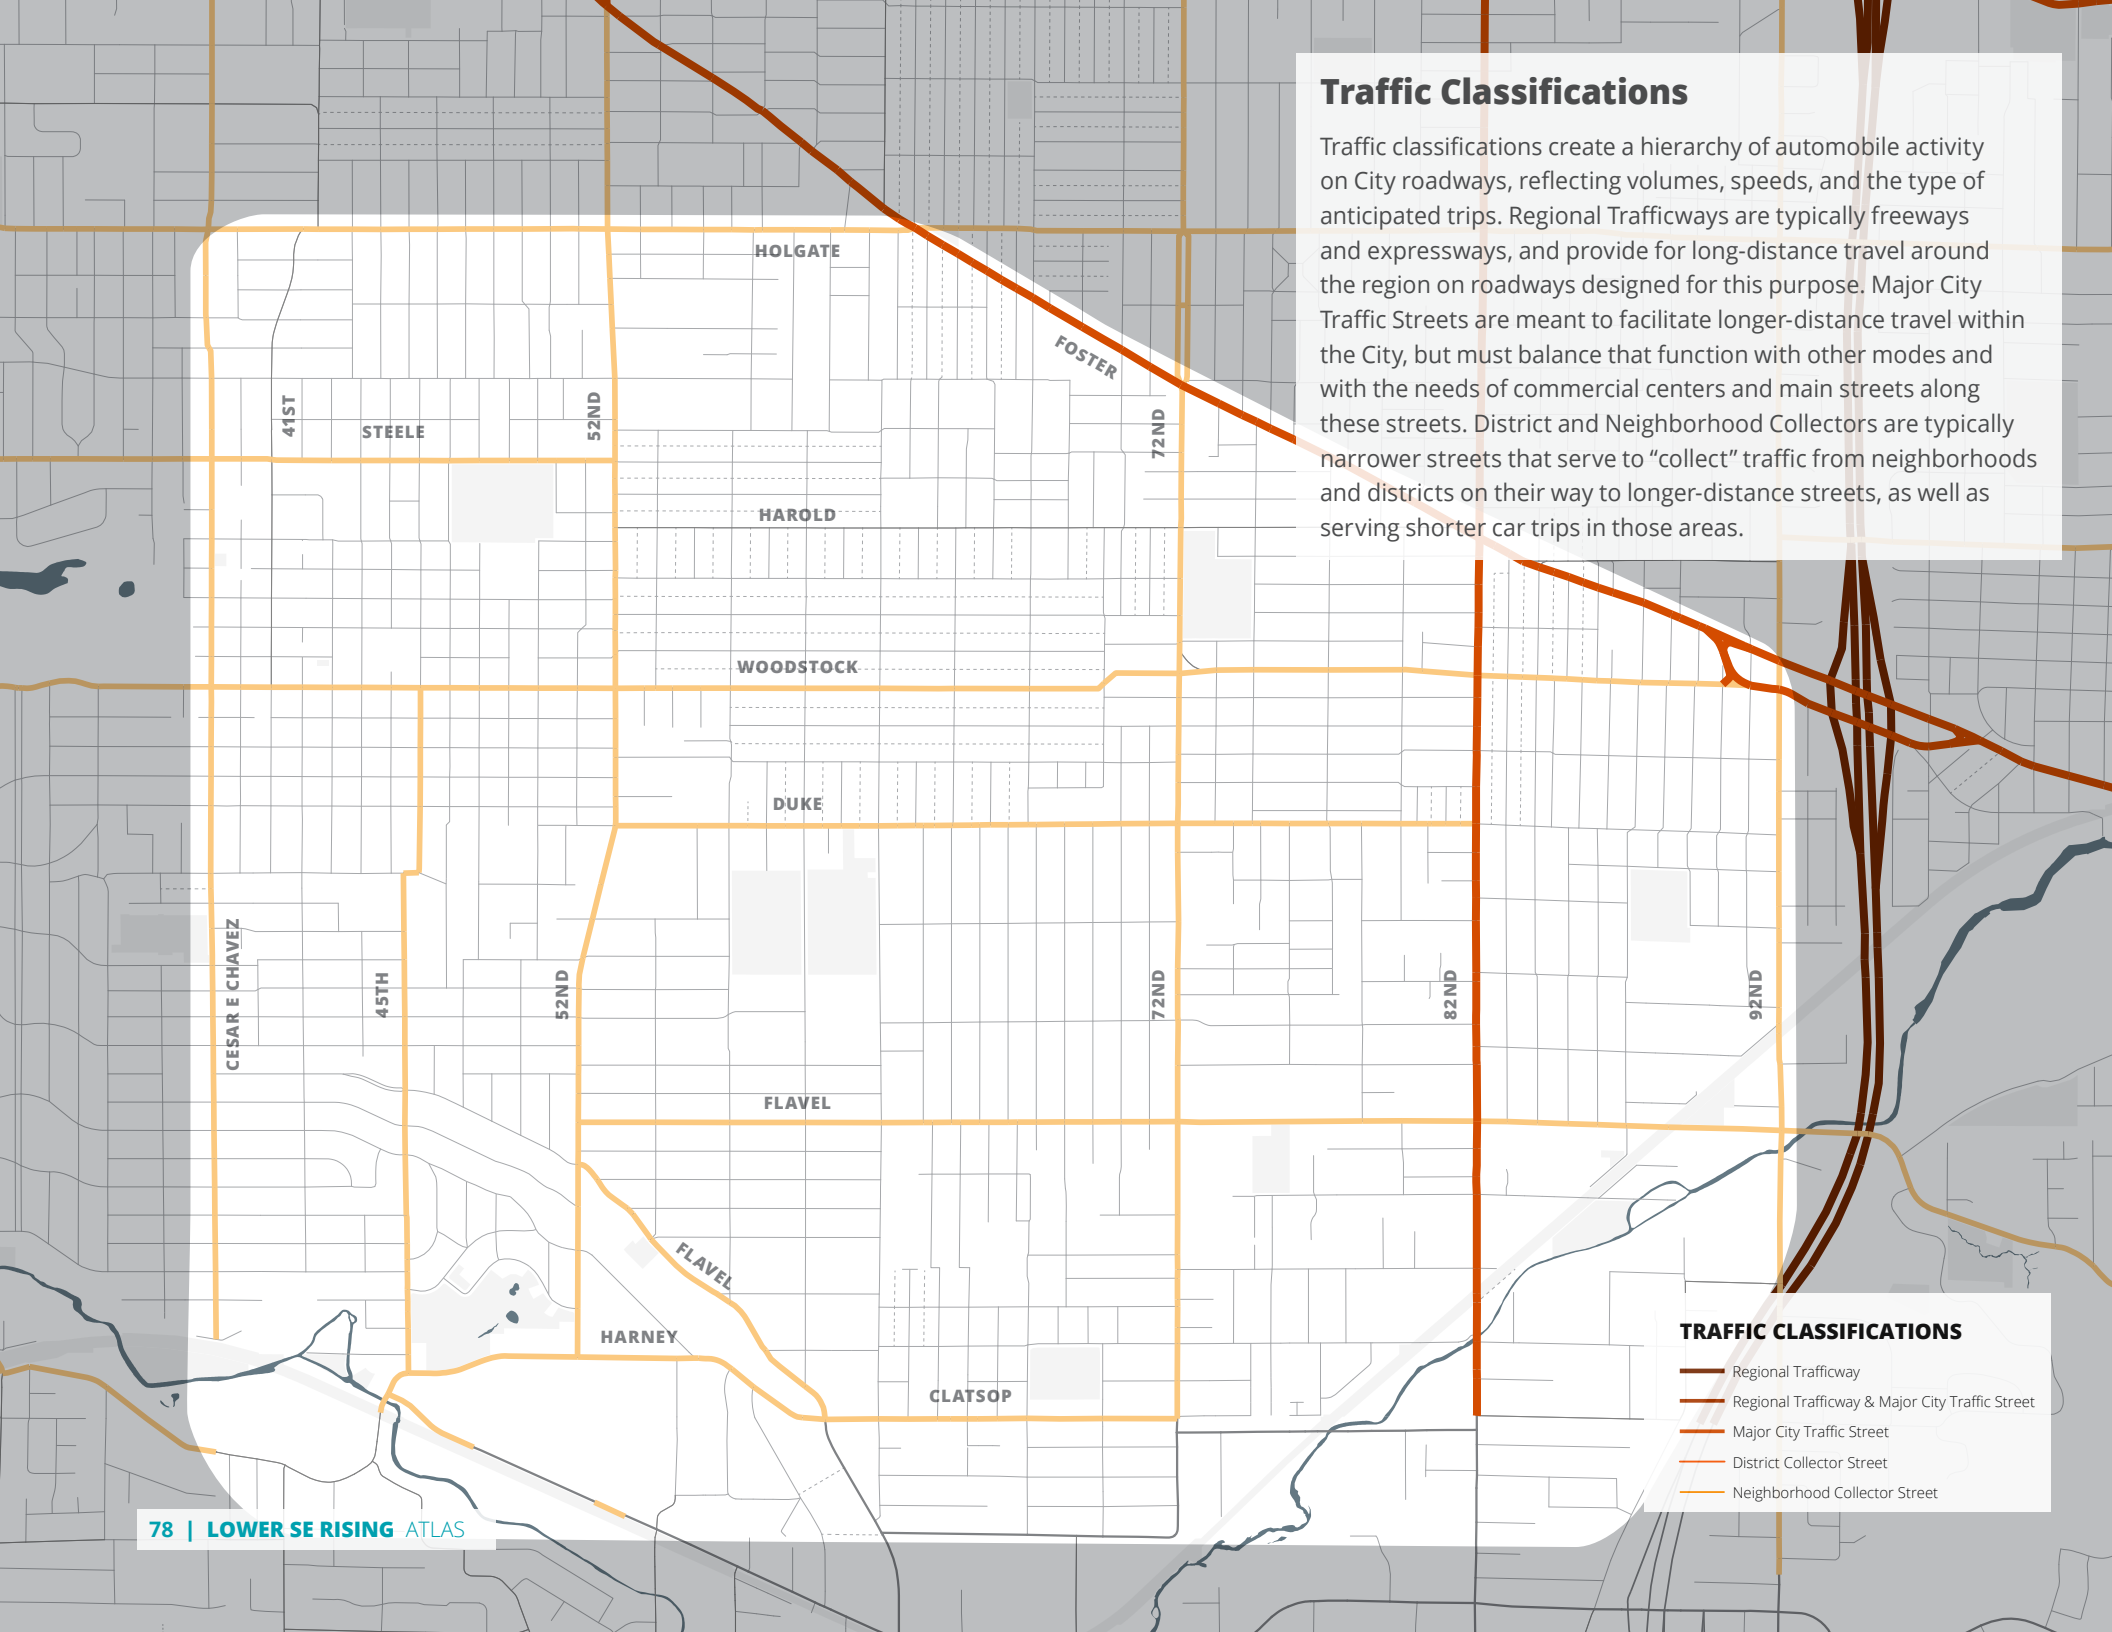 Traffic Classifications
Traffic classifications create a hierarchy of automobile activity
on City roadways, reflecting volumes, speeds, and the type of
anticipated trips. Regional Trafficways are typically freeways
and expressways, and provide for long-distance travel around
the region on roadways designed for this purpose. Major City
Traffic Streets are meant to facilitate longer-distance travel within
the City, but must balance that function with other modes and
with the needs of commercial centers and main streets along
these streets. District and Neighborhood Collectors are typically
narrower streets that serve to “collect” traffic from neighborhoods
and districts on their way to longer-distance streets, as well as
serving shorter car trips in those areas.
HOLGATE
FOSTER
41ST
STEELE
52ND
72ND
HAROLD
WOODSTOCK
DUKE
CESAR E CHAVEZ
45TH
52ND
72ND
82ND
92ND
FLAVEL
FLAVEL
HARNEY
CLATSOP
TRAFFIC CLASSIFICATIONS
Regional Trafficway
Regional Trafficway & Major City Traffic Street
Major City Traffic Street
District Collector Street
Neighborhood Collector Street
78 | LOWER SE RISING ATLAS